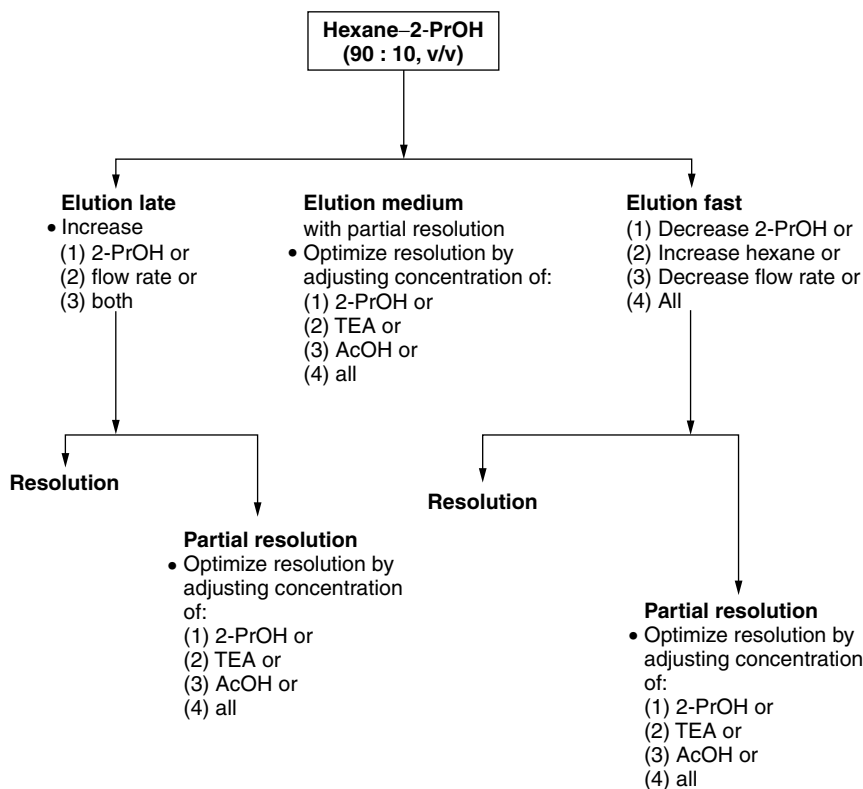 Hexane–2-PrOH
(90 : 10, v/v)
Elution late
• Increase
(1) 2-PrOH or
(2) flow rate or
(3) both
Elution medium
with partial resolution
• Optimize resolution by
adjusting concentration of:
(1) 2-PrOH or
(2) TEA or
(3) AcOH or
(4) all
Elution fast
(1) Decrease 2-PrOH or
(2) Increase hexane or
(3) Decrease flow rate or
(4) All
Resolution
Partial resolution
• Optimize resolution by
adjusting concentration
of:
(1) 2-PrOH or
(2) TEA or
(3) AcOH or
(4) all
Resolution
Partial resolution
• Optimize resolution by
adjusting concentration
of:
(1) 2-PrOH or
(2) TEA or
(3) AcOH or
(4) all